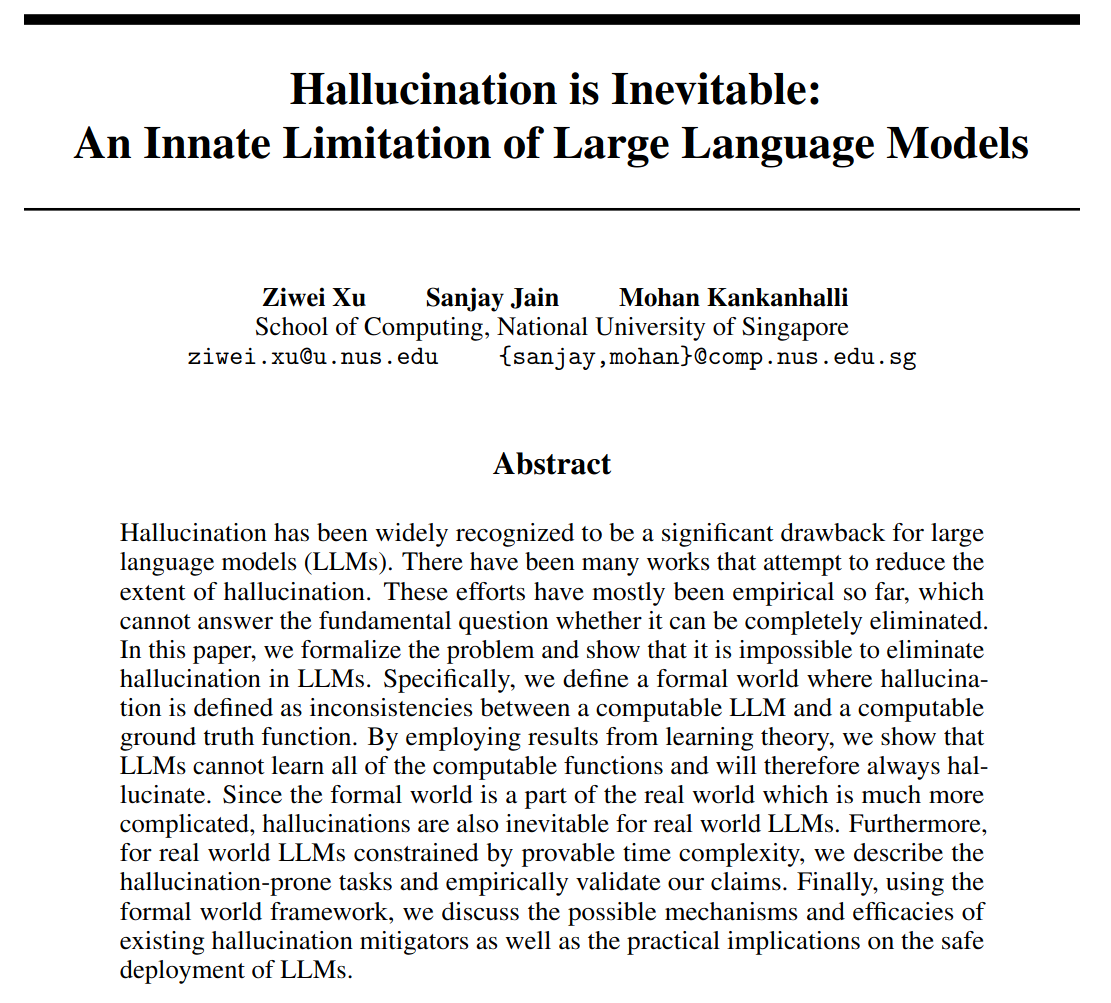 Hallucination is Inevitable:
An Innate Limitation of Large Language Models
Ziwei Xu Sanjay Jain Mohan Kankanhalli
School of Computing, National University of Singapore
ziwei.xu@u.nus.edu {sanjay,mohan}@comp.nus.edu.sg
Abstract
Hallucination has been widely recognized to be a significant drawback for large
language models (LLMs). There have been many works that attempt to reduce the
extent of hallucination. These efforts have mostly been empirical so far, which
cannot answer the fundamental question whether it can be completely eliminated.
In this paper, we formalize the problem and show that it is impossible to eliminate
hallucination in LLMs. Specifically, we define a formal world where hallucina-
tion is defined as inconsistencies between a computable LLM and a computable
ground truth function. By employing results from learning theory, we show that
LLMs cannot learn all of the computable functions and will therefore always hal-
lucinate. Since the formal world is a part of the real world which is much more
complicated, hallucinations are also inevitable for real world LLMs. Furthermore,
for real world LLMs constrained by provable time complexity, we describe the
hallucination-prone tasks and empirically validate our claims. Finally, using the
formal world framework, we discuss the possible mechanisms and efficacies of
existing hallucination mitigators as well as the practical implications on the safe
deployment of LLMs.